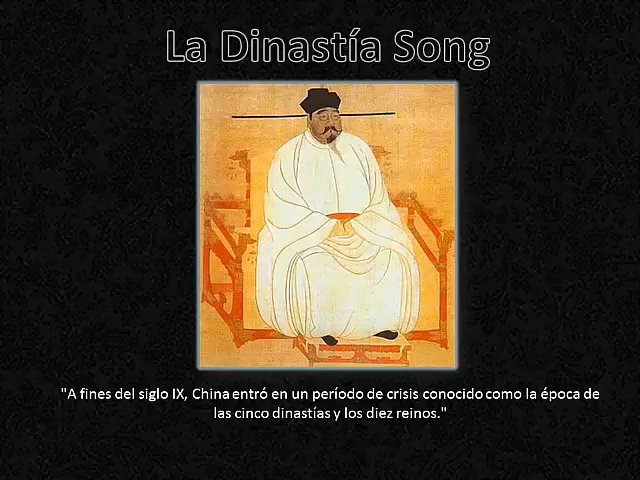 La Dinastía Song
"A fines del siglo IX, China entró en un período de crisis conocido como la época de
las cinco dinastías y los diez reinos."